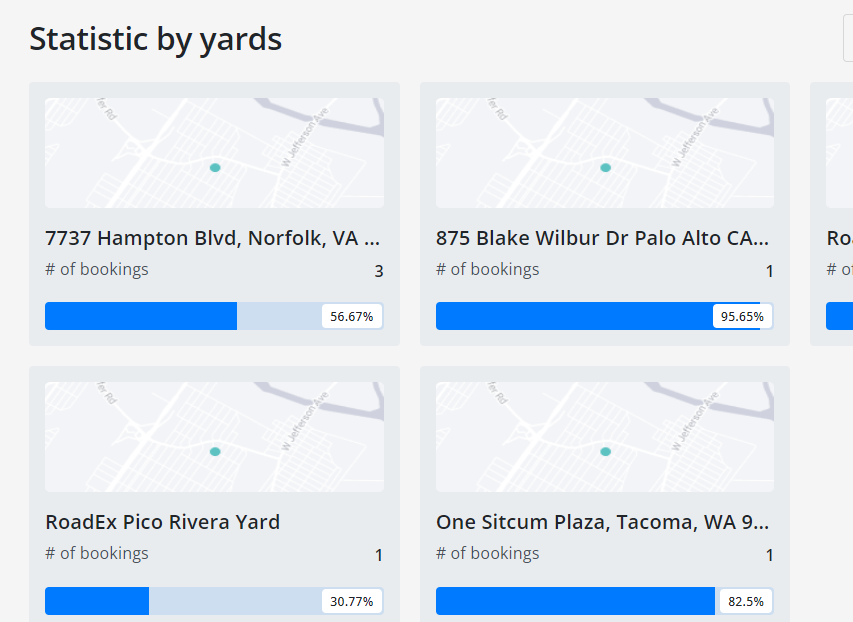 Statistic by yards
fer Rd
W Jefferson Ave
fer Rd
W Jefferson Ave
7737 Hampton Blvd, Norfolk, VA ...
875 Blake Wilbur Dr Palo Alto CA...
# of bookings 3
# of bookings 1
# o
56.67%
95.65%
fer Rd
W Jefferson Ave
fer Rd
W Jefferson Ave
RoadEx Pico Rivera Yard
One Sitcum Plaza, Tacoma, WA 9...
# of bookings 1
# of bookings 1
30.77%
82.5%